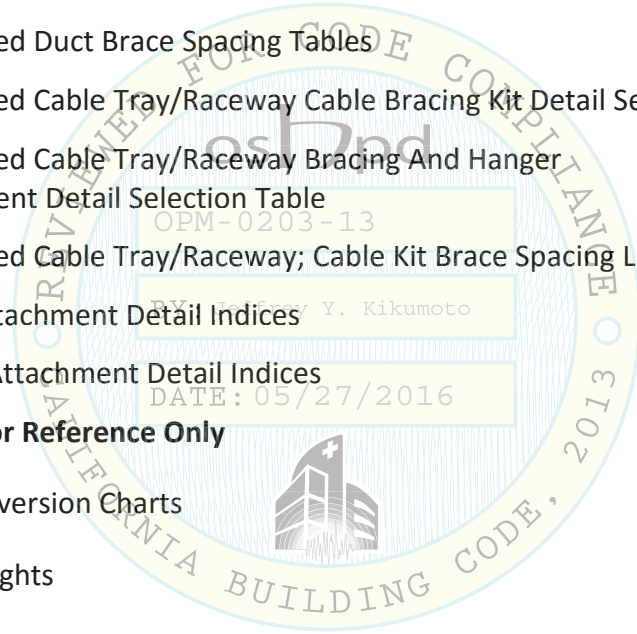 ed Duct Brace Spacing Tables
ed Cable Tray/Raceway Cable Bracing Kit Detail Se
ed Cable Tray/Raceway Bracing And Hanger
ent Detail Selection Table
ed Cable Tray/Raceway; Cable Kit Brace Spacing L
tachment Detail Indices
Attachment Detail Indices
or Reference Only
version Charts
ghts
REVIEWED FOR CODE COMPLIANCE
oshpd
OPM-0203-13
BY: Jeffrey Y. Kikumoto
DATE: 05/27/2016
CALIFORNIA BUILDING CODE, 2013